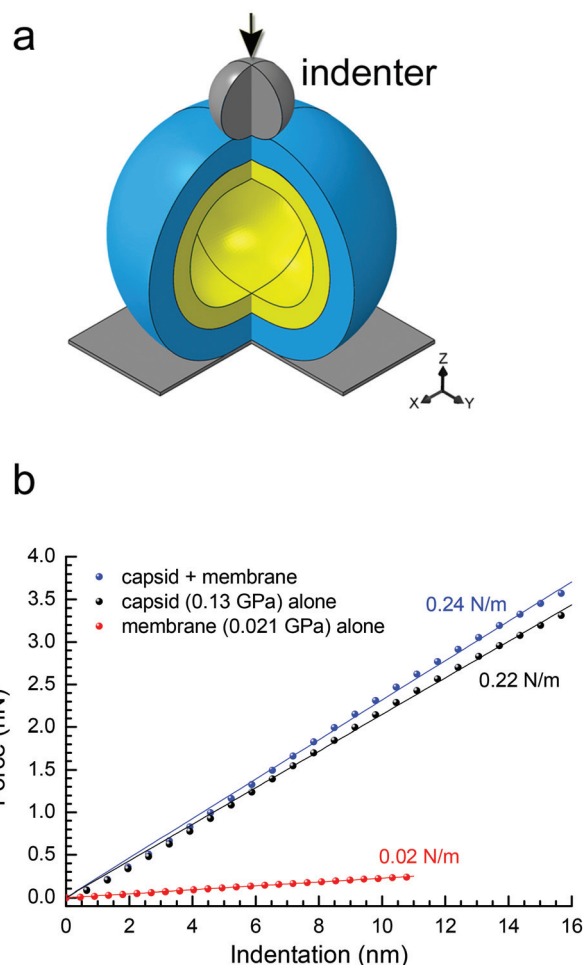 a
indenter
Z
X
Y
b
4.0
3.5
3.0
2.5
2.0
1.5
1.0
0.5
0.0
capsid + membrane
capsid (0.13 GPa) alone
membrane (0.021 GPa) alone
0.24 N/m
0.22 N/m
0.02 N/m
0 2 4 6 8 10 12 14 16
Indentation (nm)